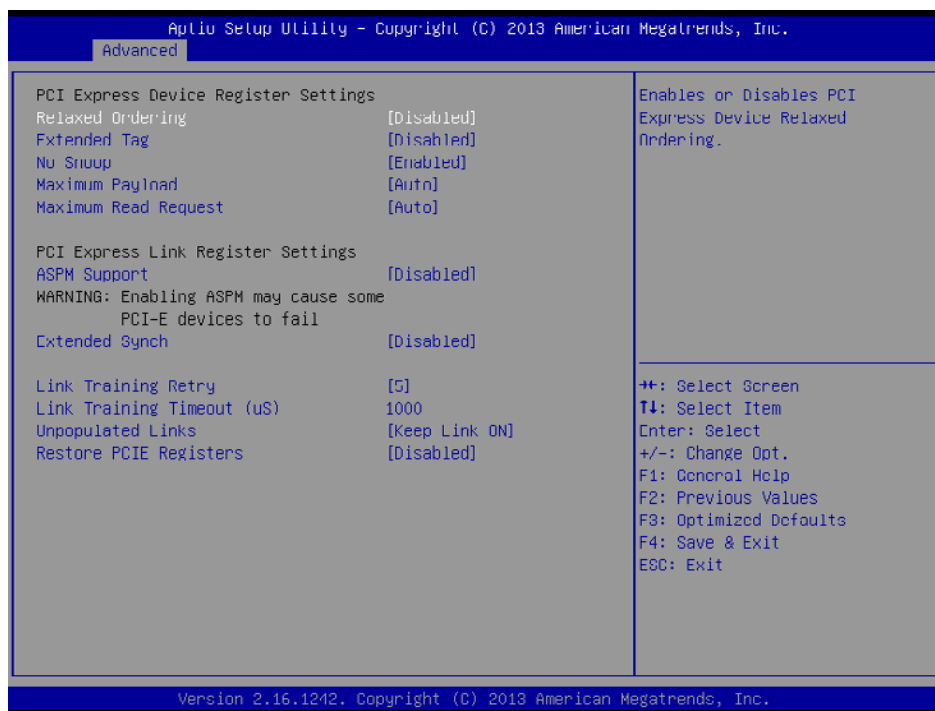 Aptio Setup Utility - Copyright (C) 2013 American Megatrends, Inc.
Advanced
PCI Express Device Register Settings
Relaxed Ordering [Disabled]
Extended Tag [Disabled]
No Snoop [Enabled]
Maximum Payload [Auto]
Maximum Read Request [Auto]
PCI Express Link Register Settings
ASPM Support [Disabled]
WARNING: Enabling ASPM may cause some
PCI-E devices to fail
Extended Synch [Disabled]
Link Training Retry [5]
Link Training Timeout (uS) 1000
Unpopulated Links [Keep Link ON]
Restore PCIE Registers [Disabled]
Enables or Disables PCI
Express Device Relaxed
Ordering.
→←: Select Screen
↑↓: Select Item
Enter: Select
+/-: Change Opt.
F1: General Help
F2: Previous Values
F3: Optimized Defaults
F4: Save & Exit
ESC: Exit
Version 2.16.1242. Copyright (C) 2013 American Megatrends, Inc.